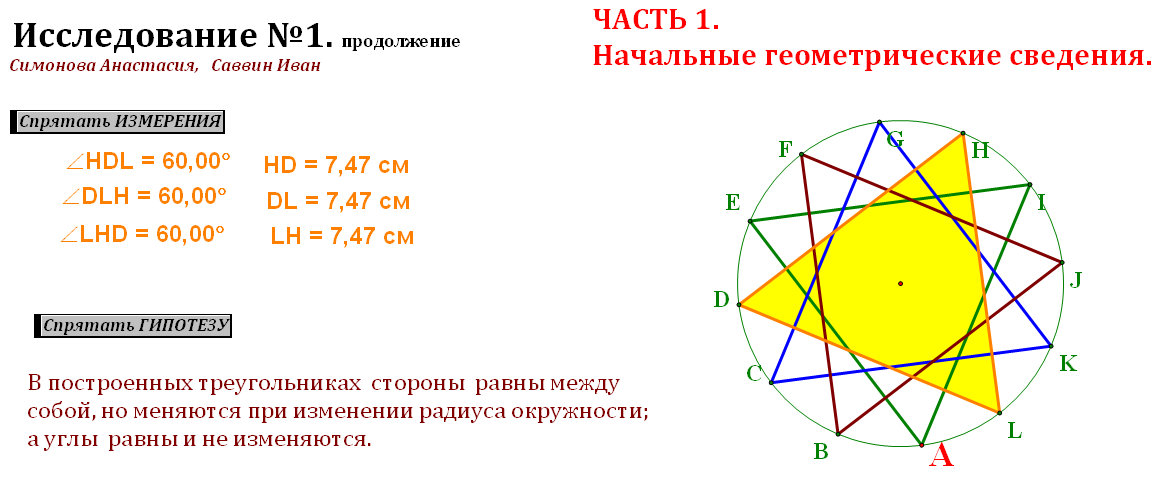 Исследование №1. продолжение
Симонова Анастасия, Саввин Иван
ЧАСТЬ 1.
Начальные геометрические сведения.
Спрятать ИЗМЕРЕНИЯ
∠HDL = 60,00° HD = 7,47 см
∠DLH = 60,00° DL = 7,47 см
∠LHD = 60,00° LH = 7,47 см
Спрятать ГИПОТЕЗУ
В построенных треугольниках стороны равны между
собой, но меняются при изменении радиуса окружности;
а углы равны и не изменяются.
G
H
F
I
E
J
D
K
C
L
B
A